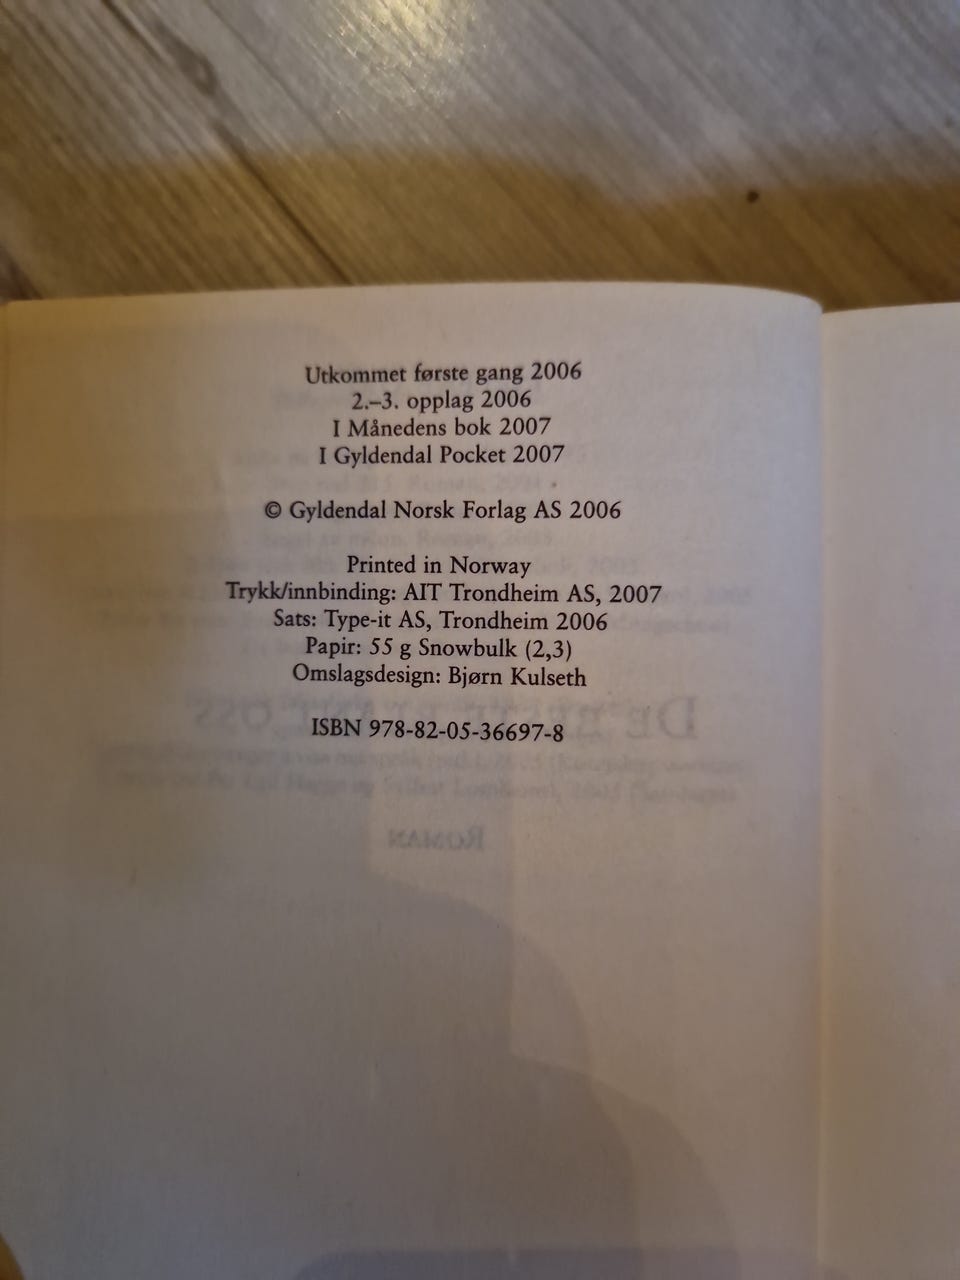 Utkommet første gang 2006
2.–3. opplag 2006
I Månedens bok 2007
I Gyldendal Pocket 2007
© Gyldendal Norsk Forlag AS 2006
Printed in Norway
Trykk/innbinding: AIT Trondheim AS, 2007
Sats: Type-it AS, Trondheim 2006
Papir: 55 g Snowbulk (2,3)
Omslagsdesign: Bjørn Kulseth
ISBN 978-82-05-36697-8
ROMAN